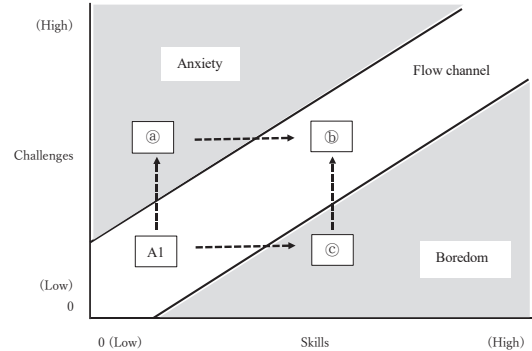 (High)
Anxiety
Flow channel
ⓐ
ⓑ
Challenges
A1
ⓒ
Boredom
(Low)
0
0 (Low)
Skills
(High)